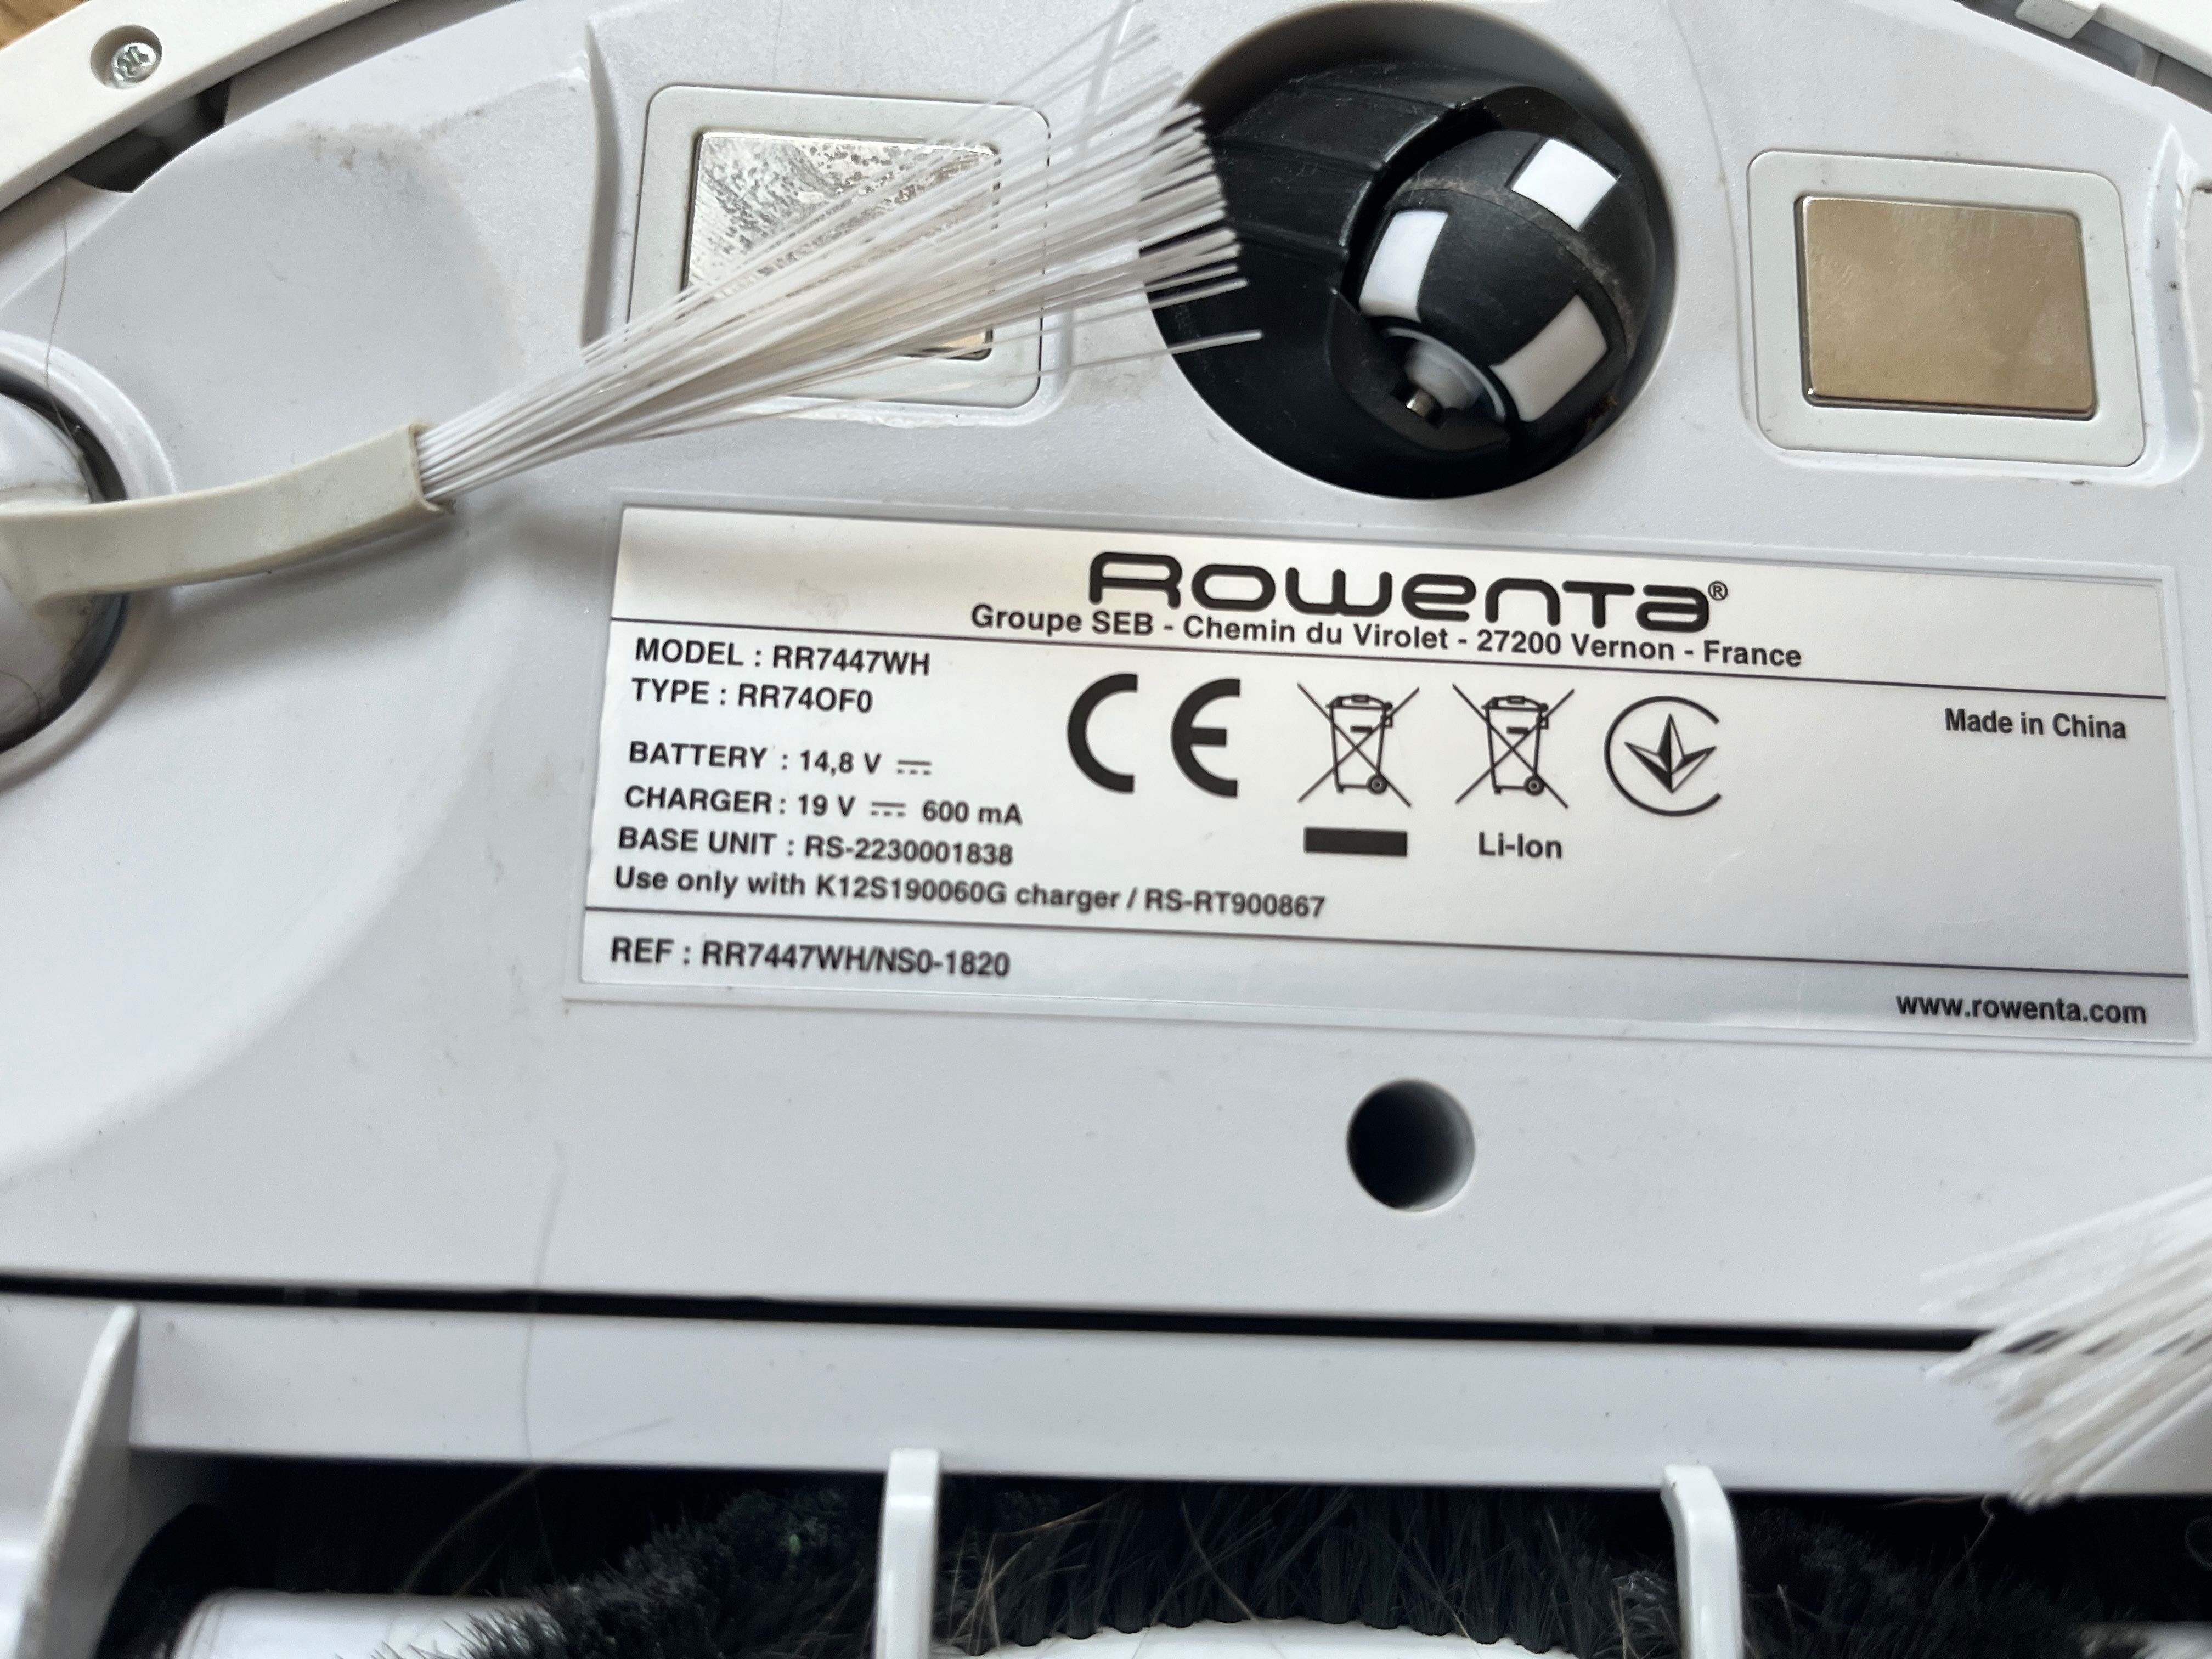 Rowenta®
Groupe SEB - Chemin du Virolet - 27200 Vernon - France
MODEL : RR7447WH
TYPE : RR74OF0
Made in China
BATTERY : 14,8 V ⎓
CHARGER : 19 V ⎓ 600 mA
BASE UNIT : RS-2230001838
Li-Ion
Use only with K12S190060G charger / RS-RT900867
REF : RR7447WH/NS0-1820
www.rowenta.com